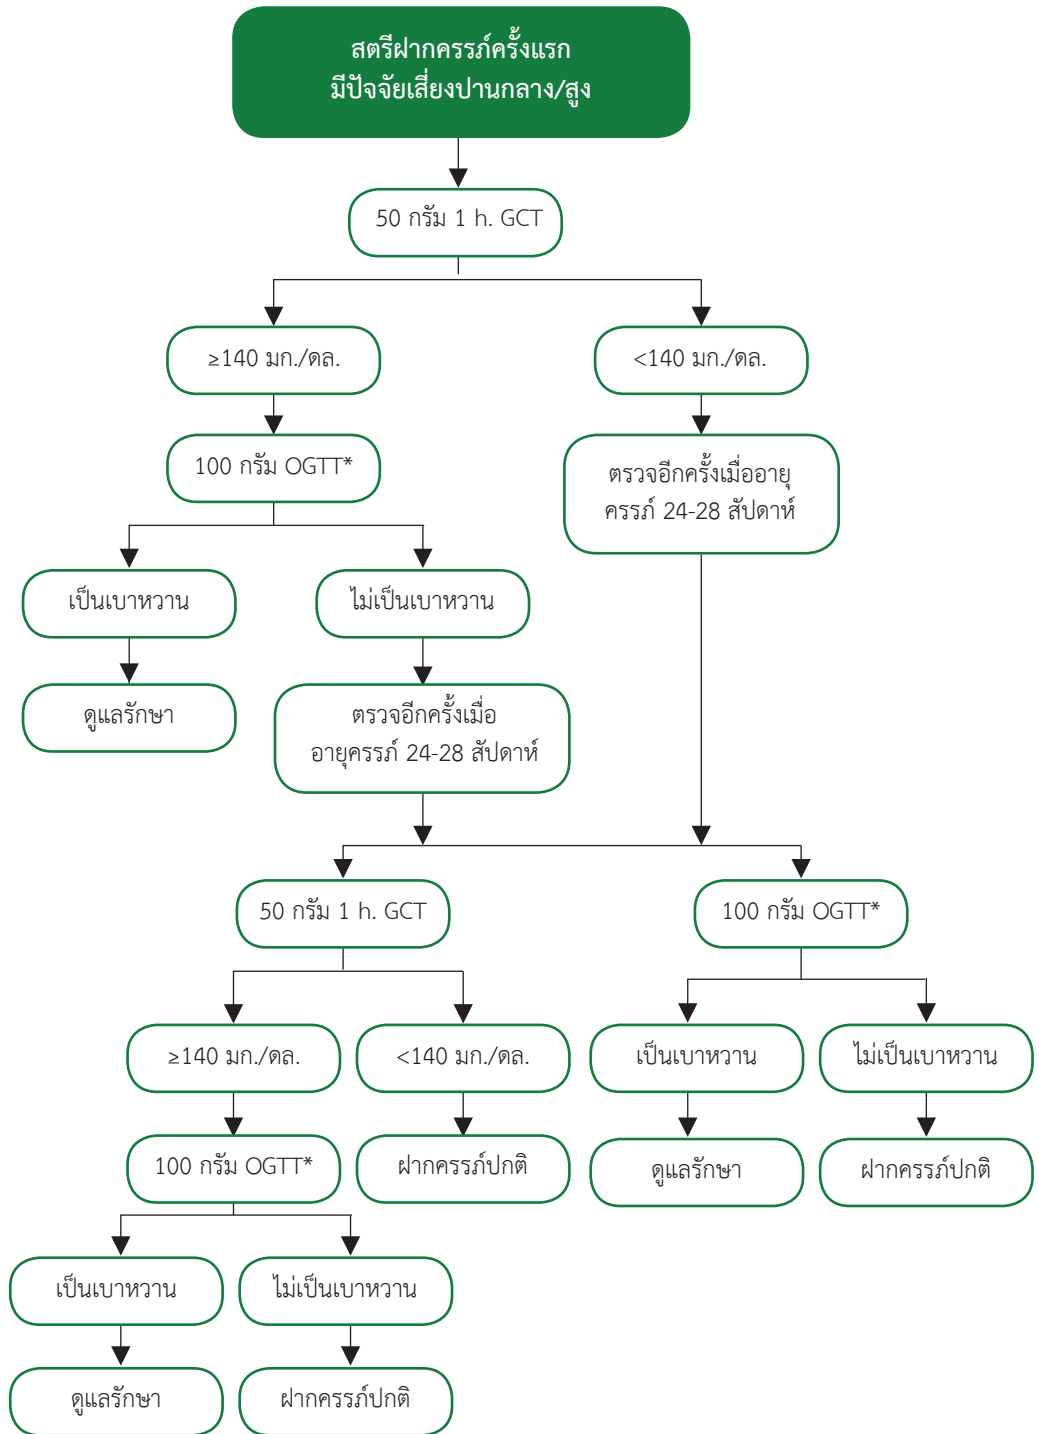 สตรีฝากครรภ์ครั้งแรก
มีปัจจัยเสี่ยงปานกลาง/สูง
50 กรัม 1 h. GCT
≥140 มก./ดล.
<140 มก./ดล.
100 กรัม OGTT*
ตรวจอีกครั้งเมื่ออายุ
ครรภ์ 24-28 สัปดาห์
เป็นเบาหวาน
ไม่เป็นเบาหวาน
ดูแลรักษา
ตรวจอีกครั้งเมื่อ
อายุครรภ์ 24-28 สัปดาห์
50 กรัม 1 h. GCT
100 กรัม OGTT*
≥140 มก./ดล.
<140 มก./ดล.
เป็นเบาหวาน
ไม่เป็นเบาหวาน
100 กรัม OGTT*
ฝากครรภ์ปกติ
ดูแลรักษา
ฝากครรภ์ปกติ
เป็นเบาหวาน
ไม่เป็นเบาหวาน
ดูแลรักษา
ฝากครรภ์ปกติ